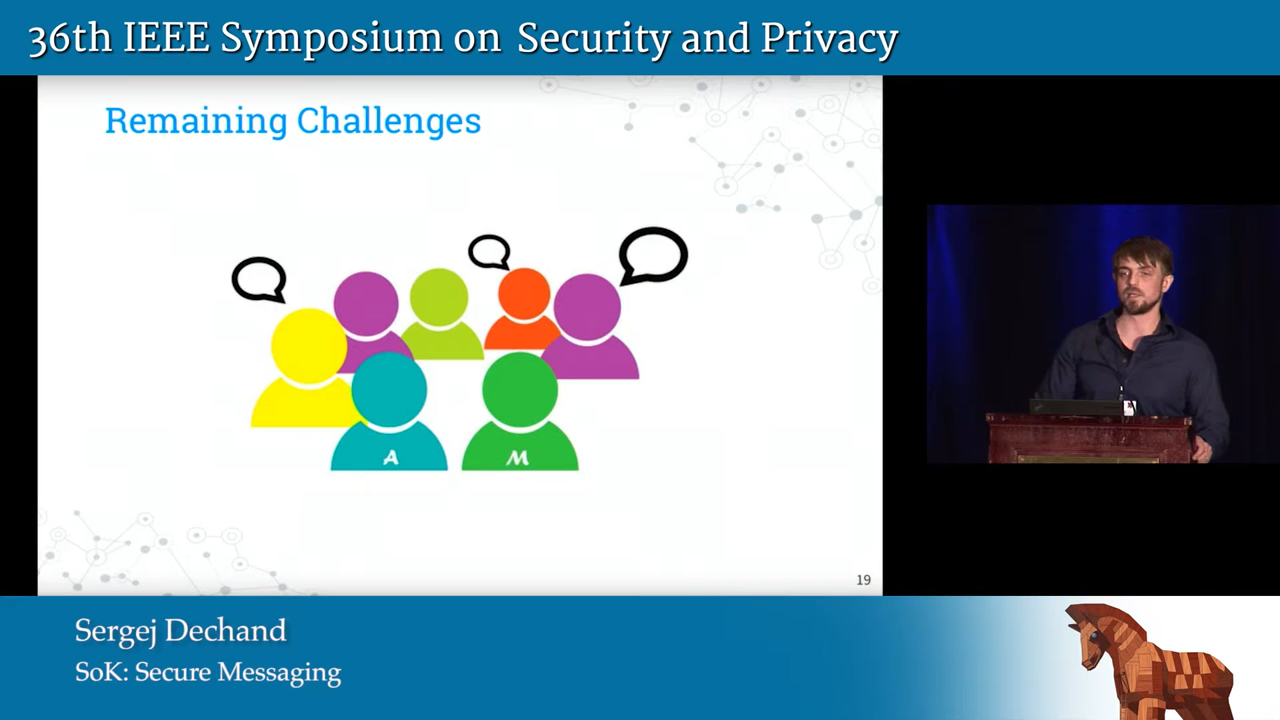 36th IEEE Symposium on Security and Privacy
Remaining Challenges
A
M
19
Sergej Dechand
SoK: Secure Messaging